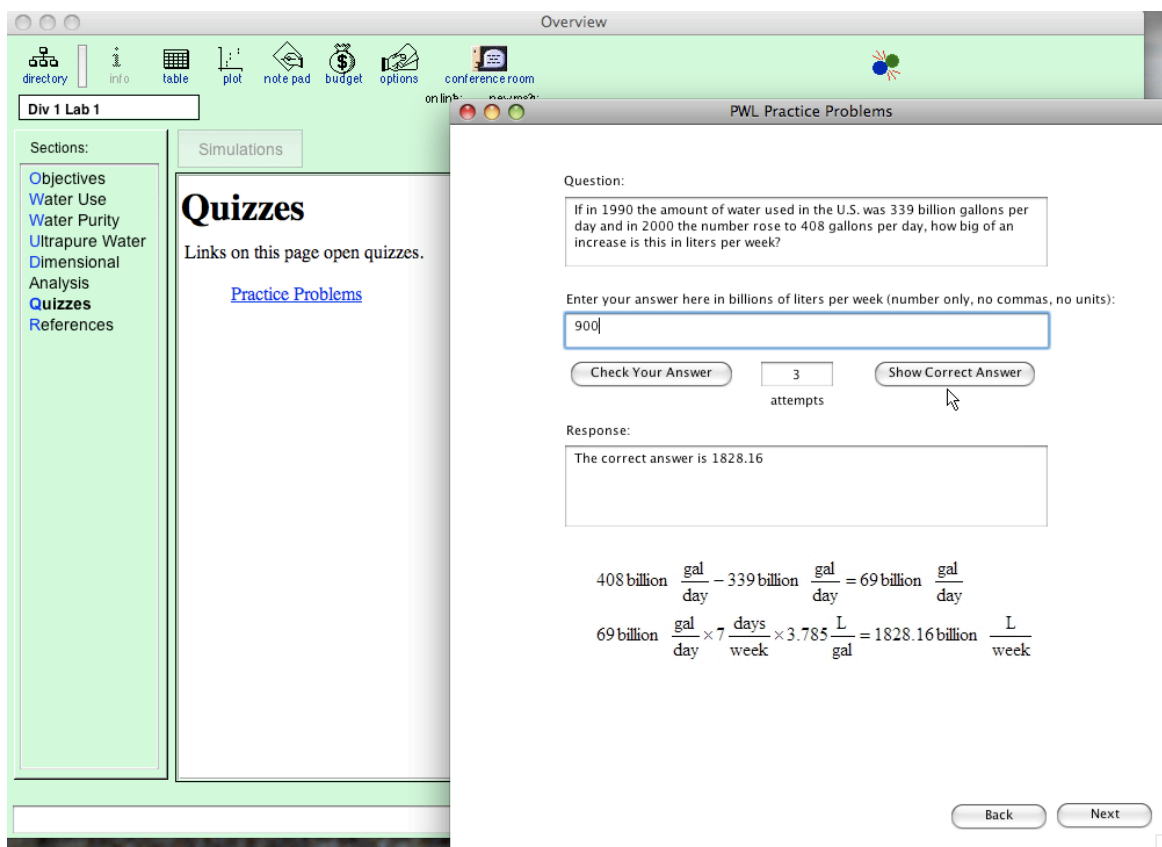 Overview
directory info table plot note pad budget options conference room
on link: new msg:
Div 1 Lab 1
Sections:
Objectives
Water Use
Water Purity
Ultrapure Water
Dimensional
Analysis
Quizzes
References
Simulations
Quizzes
Links on this page open quizzes.
Practice Problems
PWL Practice Problems
Question:
If in 1990 the amount of water used in the U.S. was 339 billion gallons per
day and in 2000 the number rose to 408 gallons per day, how big of an
increase is this in liters per week?
Enter your answer here in billions of liters per week (number only, no commas, no units):
900
Check Your Answer 3 Show Correct Answer
attempts
Response:
The correct answer is 1828.16
408 billion gal/day − 339 billion gal/day = 69 billion gal/day
69 billion gal/day × 7 days/week × 3.785 L/gal = 1828.16 billion L/week
Back Next